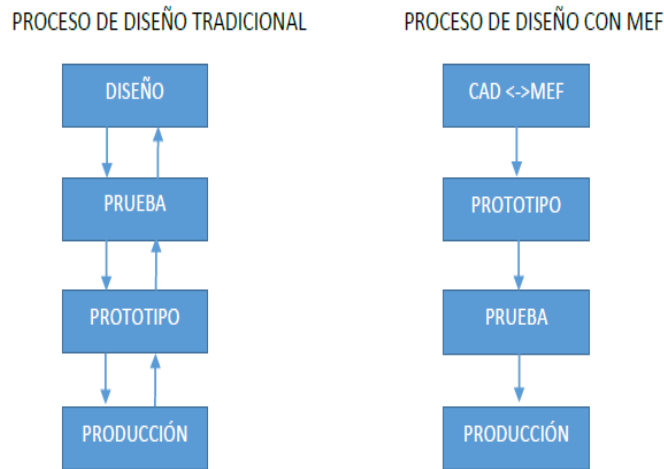 PROCESO DE DISEÑO TRADICIONAL
DISEÑO
PRUEBA
PROTOTIPO
PRODUCCIÓN
PROCESO DE DISEÑO CON MEF
CAD <->MEF
PROTOTIPO
PRUEBA
PRODUCCIÓN